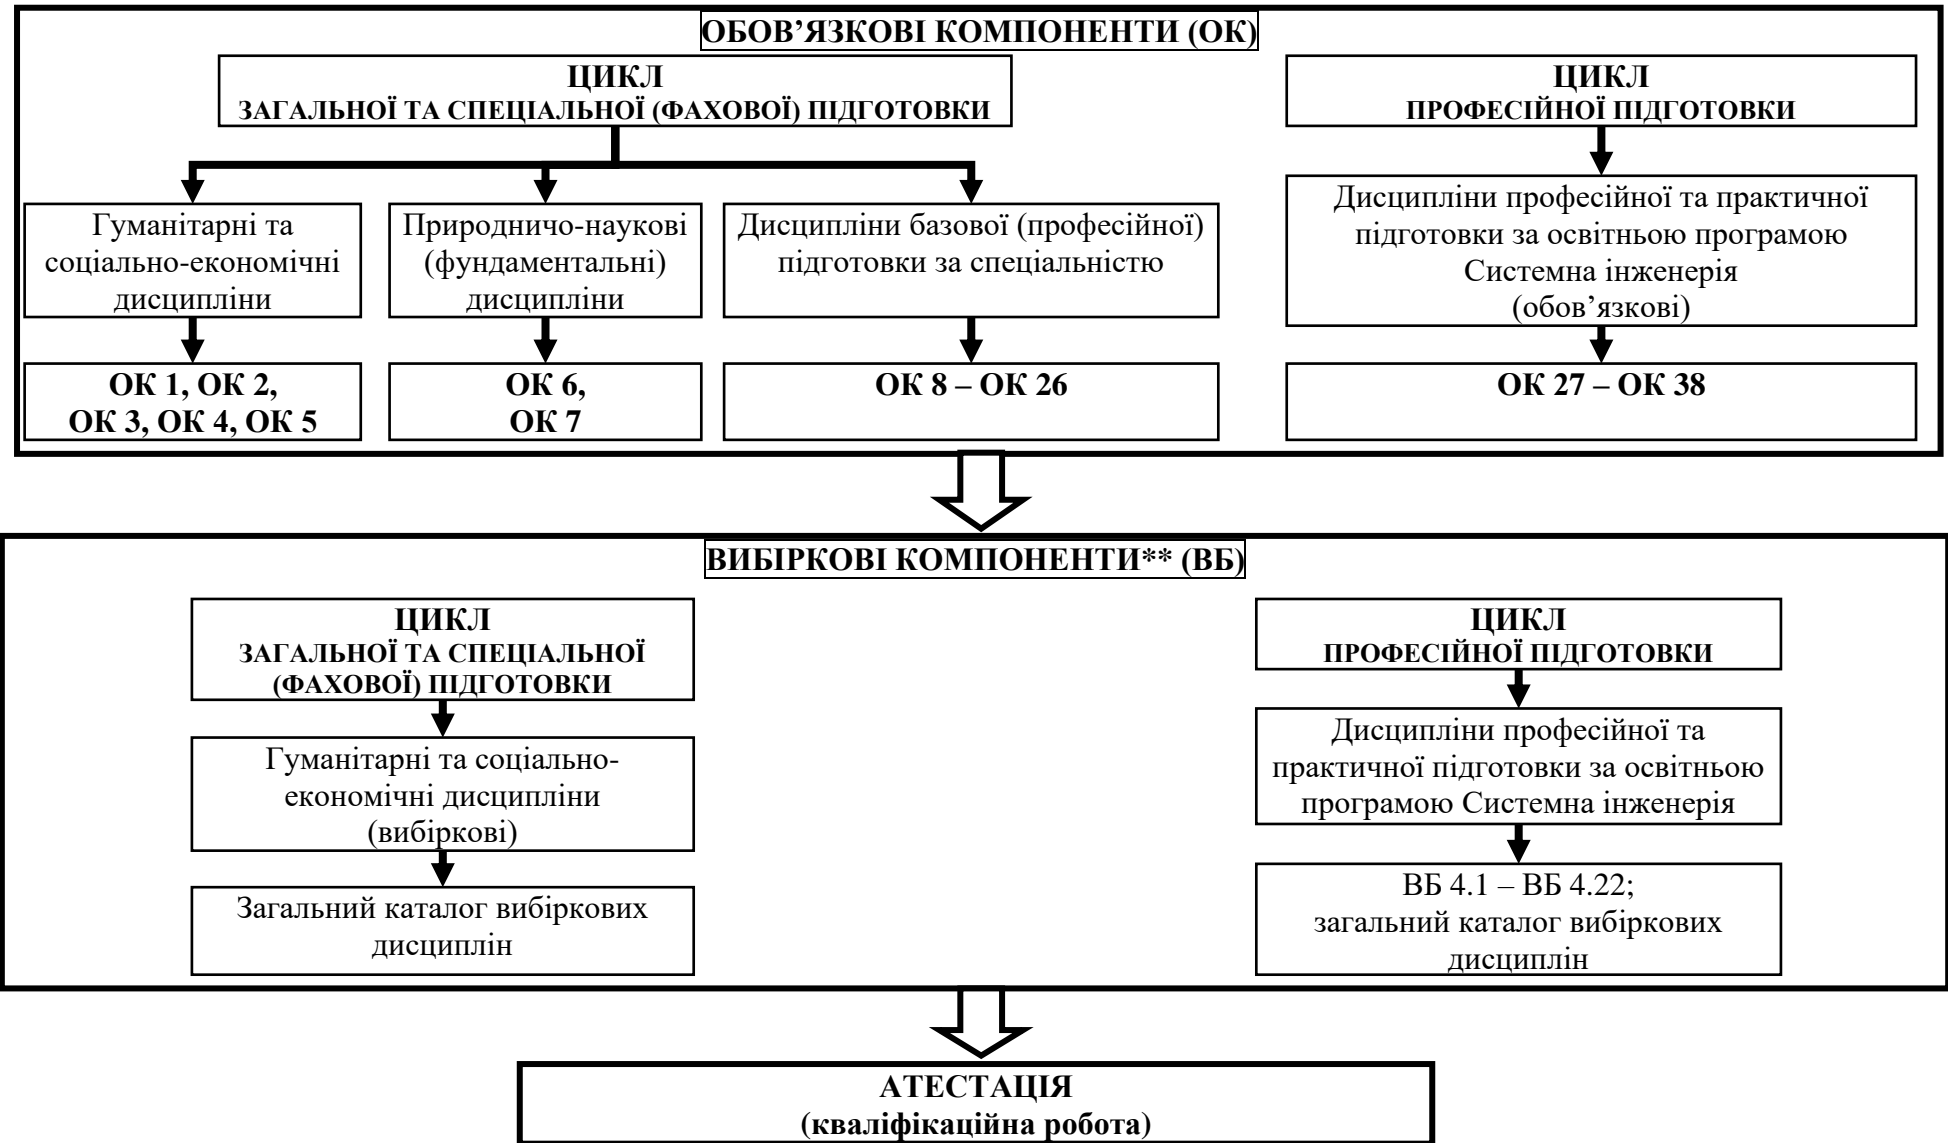 ОБОВ’ЯЗКОВІ КОМПОНЕНТИ (ОК)
ЦИКЛ
ЗАГАЛЬНОЇ ТА СПЕЦІАЛЬНОЇ (ФАХОВОЇ) ПІДГОТОВКИ
ЦИКЛ
ПРОФЕСІЙНОЇ ПІДГОТОВКИ
Гуманітарні та
соціально-економічні
дисципліни
Природничо-наукові
(фундаментальні)
дисципліни
Дисципліни базової (професійної)
підготовки за спеціальністю
Дисципліни професійної та практичної
підготовки за освітньою програмою
Системна інженерія
(обов’язкові)
ОК 1, ОК 2,
ОК 3, ОК 4, ОК 5
ОК 6,
ОК 7
ОК 8 – ОК 26
ОК 27 – ОК 38
ВИБІРКОВІ КОМПОНЕНТИ** (ВБ)
ЦИКЛ
ЗАГАЛЬНОЇ ТА СПЕЦІАЛЬНОЇ
(ФАХОВОЇ) ПІДГОТОВКИ
Гуманітарні та соціально-
економічні дисципліни
(вибіркові)
Загальний каталог вибіркових
дисциплін
ЦИКЛ
ПРОФЕСІЙНОЇ ПІДГОТОВКИ
Дисципліни професійної та
практичної підготовки за освітньою
програмою Системна інженерія
ВБ 4.1 – ВБ 4.22;
загальний каталог вибіркових
дисциплін
АТЕСТАЦІЯ
(кваліфікаційна робота)